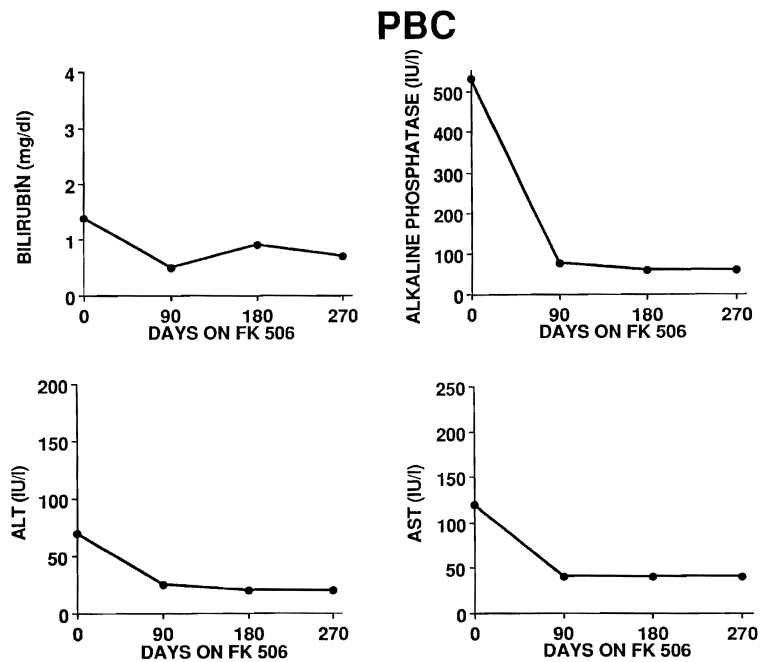 PBC
BILIRUBIN (mg/dl)
4
3
2
1
0
0 90 180 270
DAYS ON FK 506
ALKALINE PHOSPHATASE (IU/l)
500
400
300
200
100
0
0 90 180 270
DAYS ON FK 506
ALT (IU/l)
200
150
100
50
0
0 90 180 270
DAYS ON FK 506
AST (IU/l)
250
200
150
100
50
0
0 90 180 270
DAYS ON FK 506